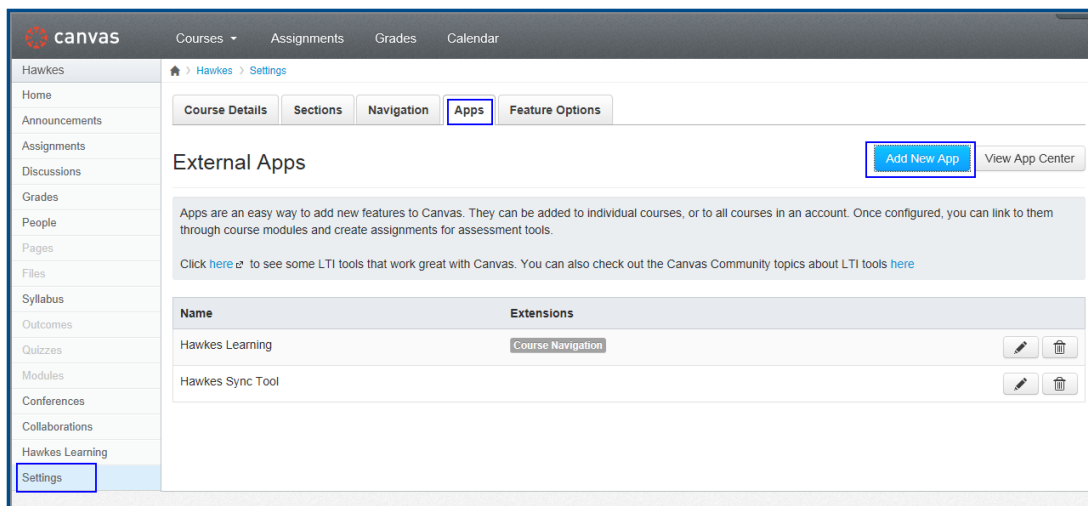 canvas
Courses Assignments Grades Calendar
Hawkes
Hawkes > Settings
Home
Announcements
Assignments
Discussions
Grades
People
Pages
Files
Syllabus
Outcomes
Quizzes
Modules
Conferences
Collaborations
Hawkes Learning
Settings
Course Details Sections Navigation Apps Feature Options
External Apps
Add New App View App Center
Apps are an easy way to add new features to Canvas. They can be added to individual courses, or to all courses in an account. Once configured, you can link to them
through course modules and create assignments for assessment tools.
Click here to see some LTI tools that work great with Canvas. You can also check out the Canvas Community topics about LTI tools here
Name Extensions
Hawkes Learning Course Navigation
Hawkes Sync Tool